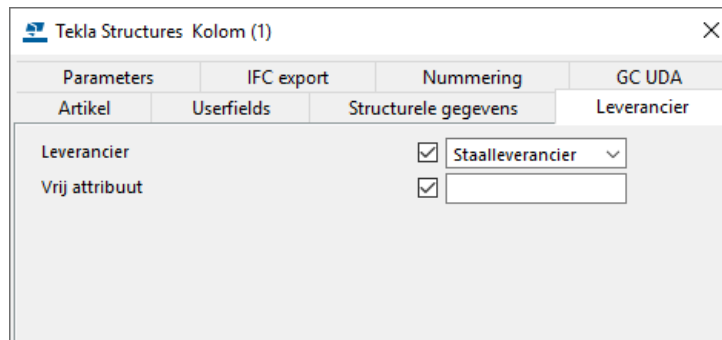 Tekla Structures Kolom (1)
Parameters IFC export Nummering GC UDA
Artikel Userfields Structurele gegevens Leverancier
Leverancier Staalleverancier
Vrij attribuut